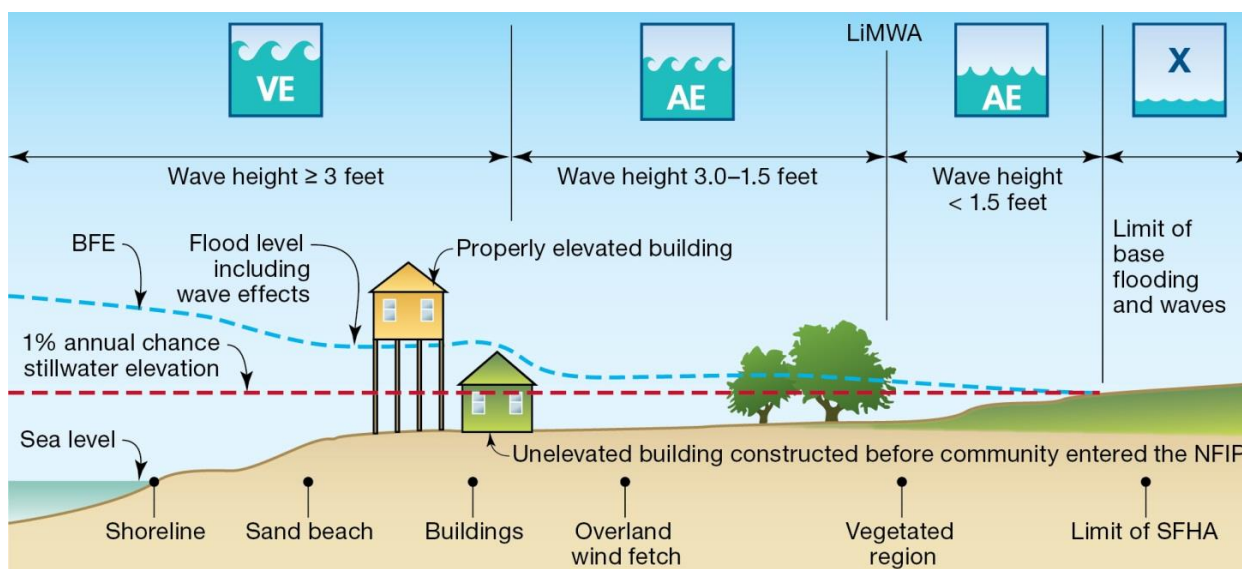 VE
AE
LiMWA
AE
X
Wave height ≥ 3 feet
Wave height 3.0–1.5 feet
Wave height
< 1.5 feet
Limit of
base
flooding
and waves
BFE
Flood level
including
wave effects
Properly elevated building
1% annual chance
stillwater elevation
Sea level
Unelevated building constructed before community entered the NFIP
Shoreline
Sand beach
Buildings
Overland
wind fetch
Vegetated
region
Limit of SFHA